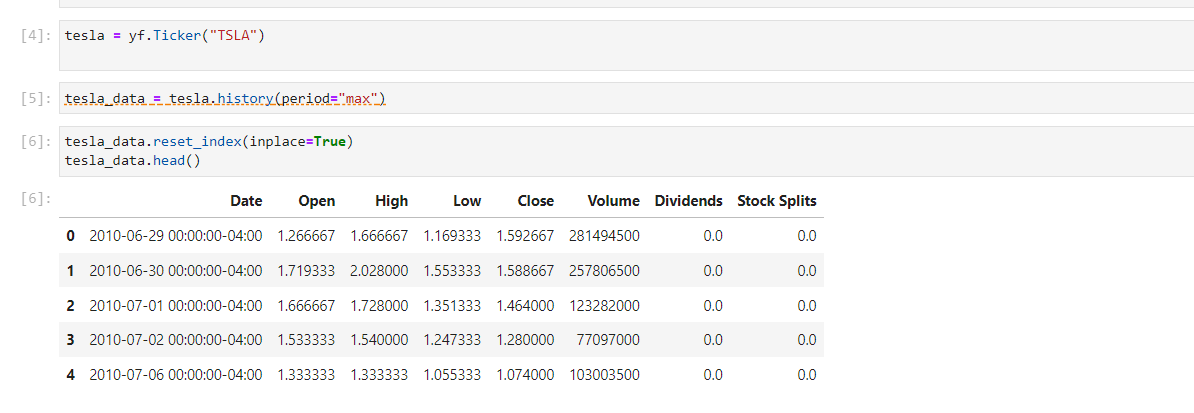 [4]: tesla = yf.Ticker("TSLA")
[5]: tesla_data = tesla.history(period="max")
[6]: tesla_data.reset_index(inplace=True)
tesla_data.head()
[6]: Date Open High Low Close Volume Dividends Stock Splits
0 2010-06-29 00:00:00-04:00 1.266667 1.666667 1.169333 1.592667 281494500 0.0 0.0
1 2010-06-30 00:00:00-04:00 1.719333 2.028000 1.553333 1.588667 257806500 0.0 0.0
2 2010-07-01 00:00:00-04:00 1.666667 1.728000 1.351333 1.464000 123282000 0.0 0.0
3 2010-07-02 00:00:00-04:00 1.533333 1.540000 1.247333 1.280000 77097000 0.0 0.0
4 2010-07-06 00:00:00-04:00 1.333333 1.333333 1.055333 1.074000 103003500 0.0 0.0